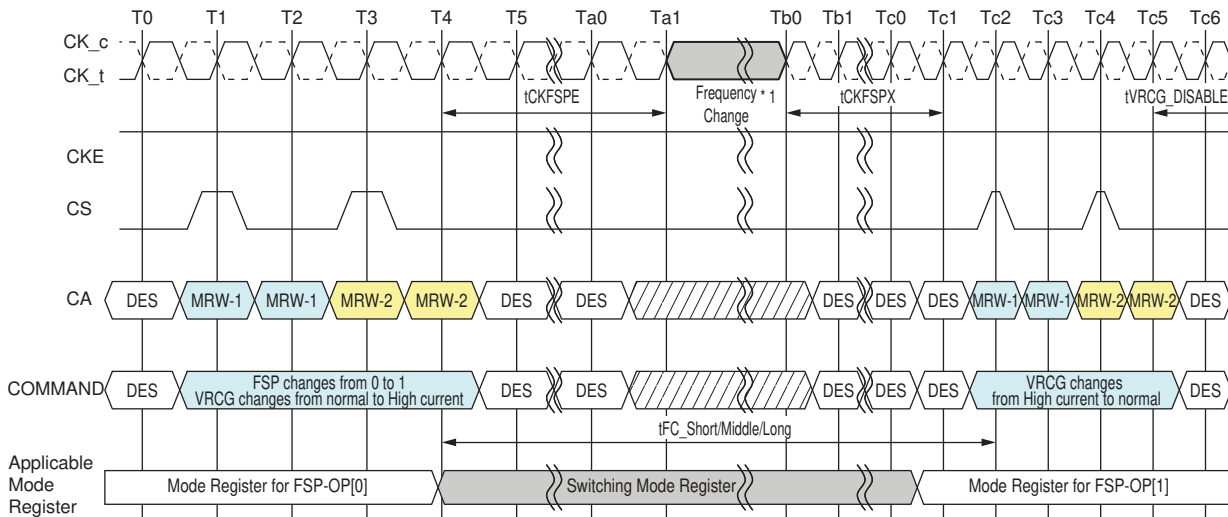 T0 T1 T2 T3 T4 T5 Ta0 Ta1 Tb0 Tb1 Tc0 Tc1 Tc2 Tc3 Tc4 Tc5 Tc6
CK_c
CK_t
tCKFSPE
Frequency * 1
Change
tCKFSPX
tVRCG_DISABLE
CKE
CS
CA DES MRW-1 MRW-1 MRW-2 MRW-2 DES DES DES DES DES MRW-1 MRW-1 MRW-2 MRW-2 DES
COMMAND DES FSP changes from 0 to 1
VRCG changes from normal to High current
DES DES DES DES DES VRCG changes
from High current to normal
DES
tFC_Short/Middle/Long
Applicable
Mode
Register
Mode Register for FSP-OP[0] Switching Mode Register Mode Register for FSP-OP[1]